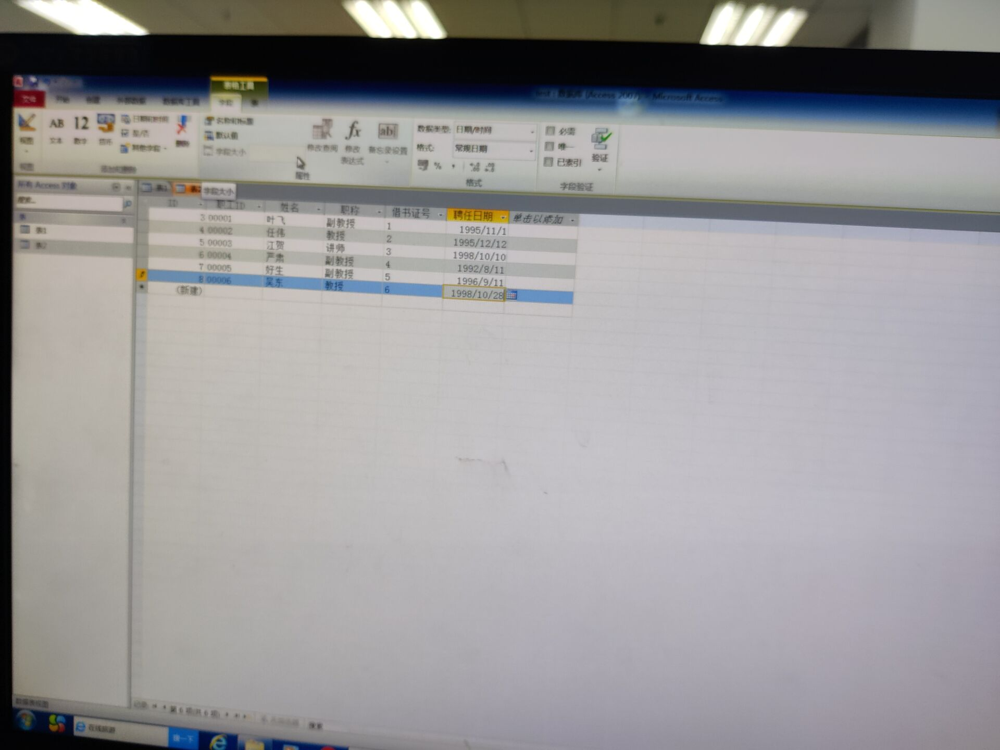 表格工具
test : 数据库 (Access 2007) - Microsoft Access
文件 开始 创建 外部数据 数据库工具 字段 表
视图 AB 文本 12 数字 货币 日期和时间 是/否 其他字段 删除
名称和标题 默认值 字段大小
修改查阅 fx 修改表达式 ab 备忘录设置
数据类型: 日期/时间
格式: 常规日期
% , .00 .00
必需
唯一
已索引
验证
视图 添加和删除 属性 格式 字段验证
所有 Access 对象 « 表1 表2 字段大小
搜索...
表
表1
表2
ID 职工ID 姓名 职称 借书证号 聘任日期 单击以添加
3 00001 叶飞 副教授 1 1995/11/1
4 00002 任伟 教授 2 1995/12/12
5 00003 江贺 讲师 3 1998/10/10
6 00004 严肃 副教授 4 1992/8/11
7 00005 好生 副教授 5 1996/9/11
8 00006 吴东 教授 6 1998/10/28
* (新建)
记录: 第 6 项(共 6 项) 搜索
数据表视图
在线旅游 搜一下